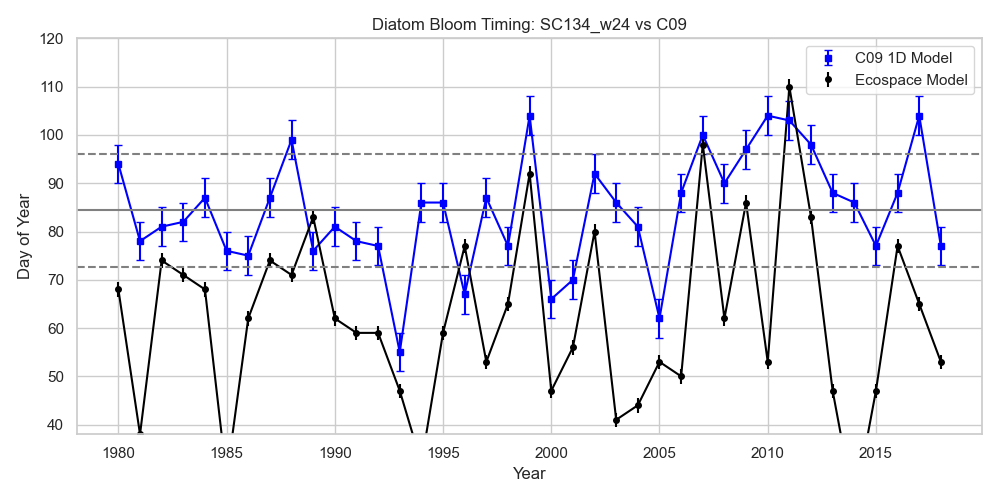 Diatom Bloom Timing: SC134_w24 vs C09
C09 1D Model
Ecospace Model
Day of Year
120
110
100
90
80
70
60
50
40
1980 1985 1990 1995 2000 2005 2010 2015
Year